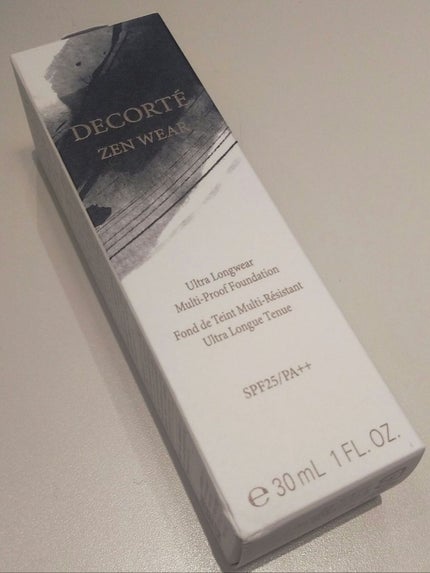 DECORTÉ
ZEN WEAR
Ultra Longwear
Multi-Proof Foundation
Fond de Teint Multi-Résistant
Ultra Longue Tenue
SPF25/PA++
℮ 30 mL 1 FL. OZ.